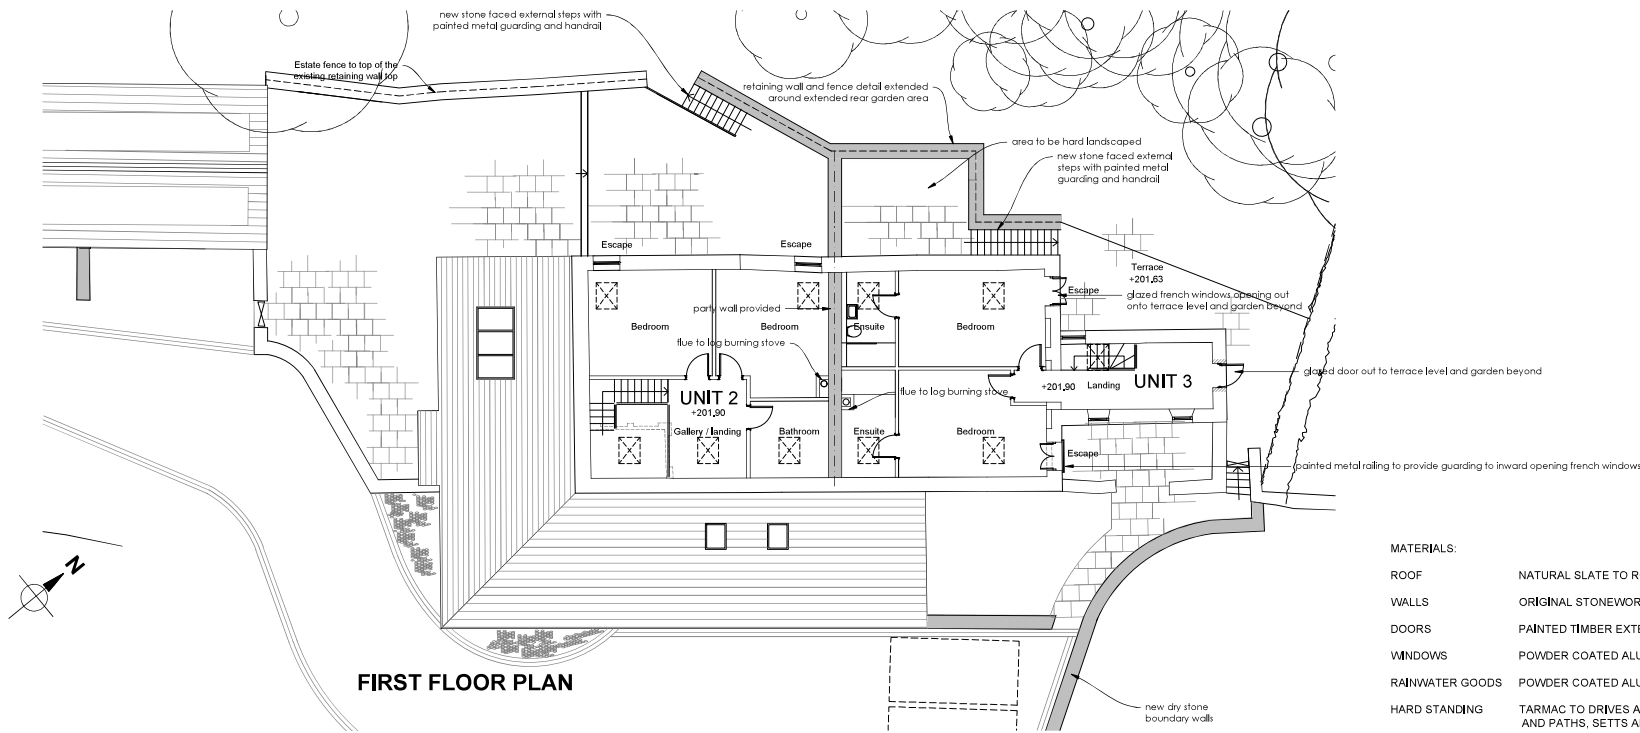 new stone faced external steps with
painted metal guarding and handrail
Estate fence to top of the
existing retaining wall top
retaining wall and fence detail extended
around extended rear garden area
area to be hard landscaped
new stone faced external
steps with painted metal
guarding and handrail
Escape
Escape
Terrace
+201.63
Escape
glazed french windows opening out
onto terrace level and garden beyond
party wall provided
Bedroom
Bedroom
Ensuite
Bedroom
flue to log burning stove
glazed door out to terrace level and garden beyond
UNIT 2
+201.90
flue to log burning stove
+201.90
Landing
UNIT 3
Gallery / landing
Bathroom
Ensuite
Bedroom
Escape
painted metal railing to provide guarding to inward opening french windows
N
FIRST FLOOR PLAN
new dry stone
boundary walls
MATERIALS:
ROOF NATURAL SLATE TO R
WALLS ORIGINAL STONEWOR
DOORS PAINTED TIMBER EXTE
WINDOWS POWDER COATED ALU
RAINWATER GOODS POWDER COATED ALU
HARD STANDING TARMAC TO DRIVES A
AND PATHS, SETTS A